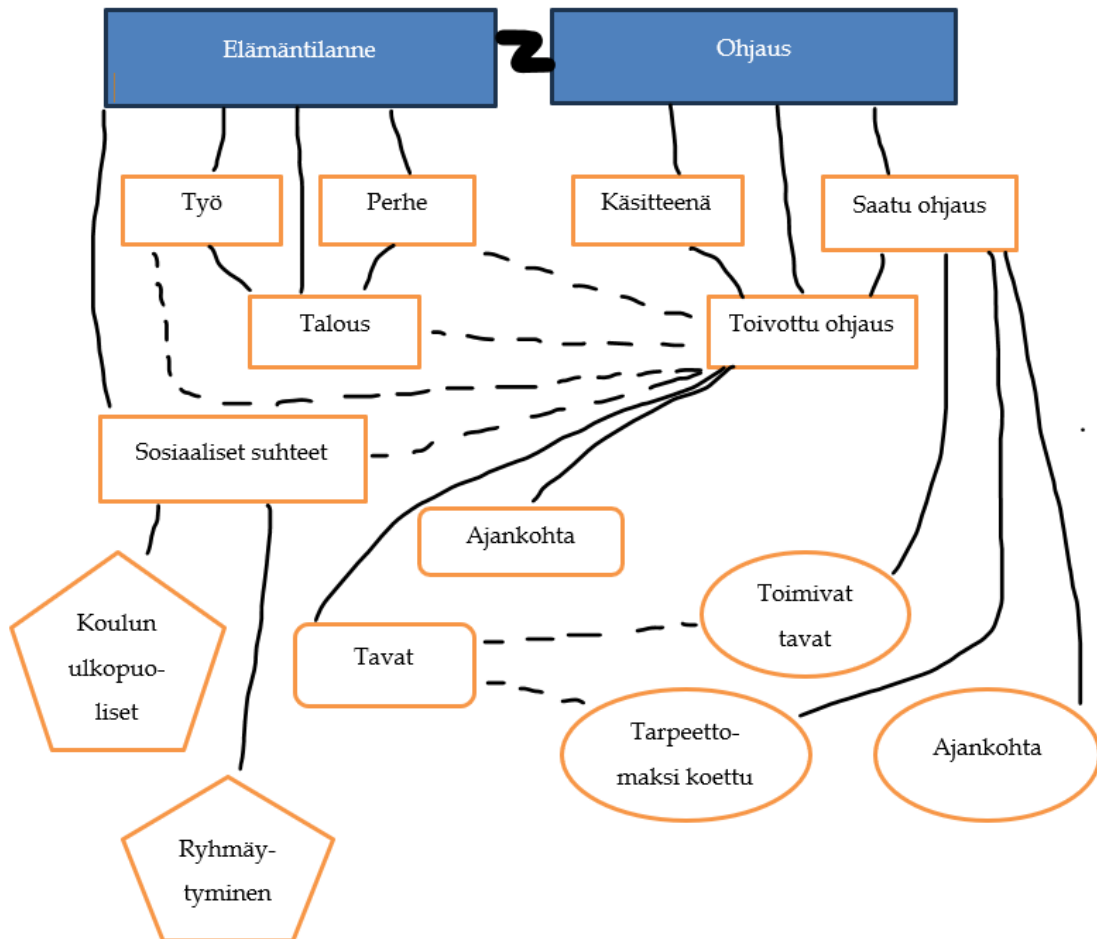 Elämäntilanne
Ohjaus
Työ
Perhe
Käsitteenä
Saatu ohjaus
Talous
Toivottu ohjaus
Sosiaaliset suhteet
Ajankohta
Koulun
ulkopuo-
liset
Tavat
Toimivat
tavat
Tarpeetto-
maksi koettu
Ajankohta
Ryhmäy-
tyminen